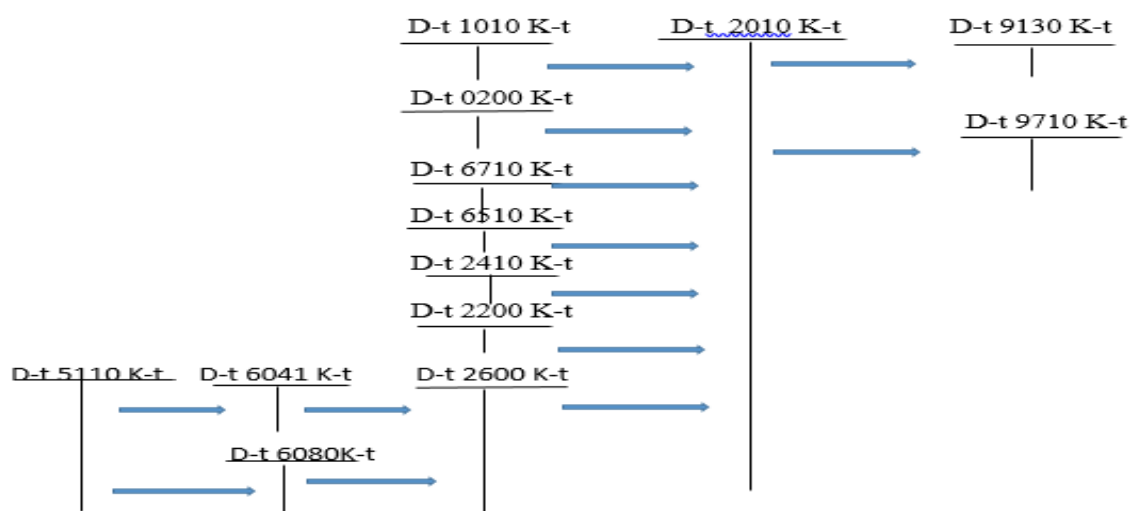 D-t 1010 K-t
D-t 2010 K-t
D-t 9130 K-t
D-t 0200 K-t
D-t 9710 K-t
D-t 6710 K-t
D-t 6510 K-t
D-t 2410 K-t
D-t 2200 K-t
D-t 5110 K-t
D-t 6041 K-t
D-t 2600 K-t
D-t 6080K-t